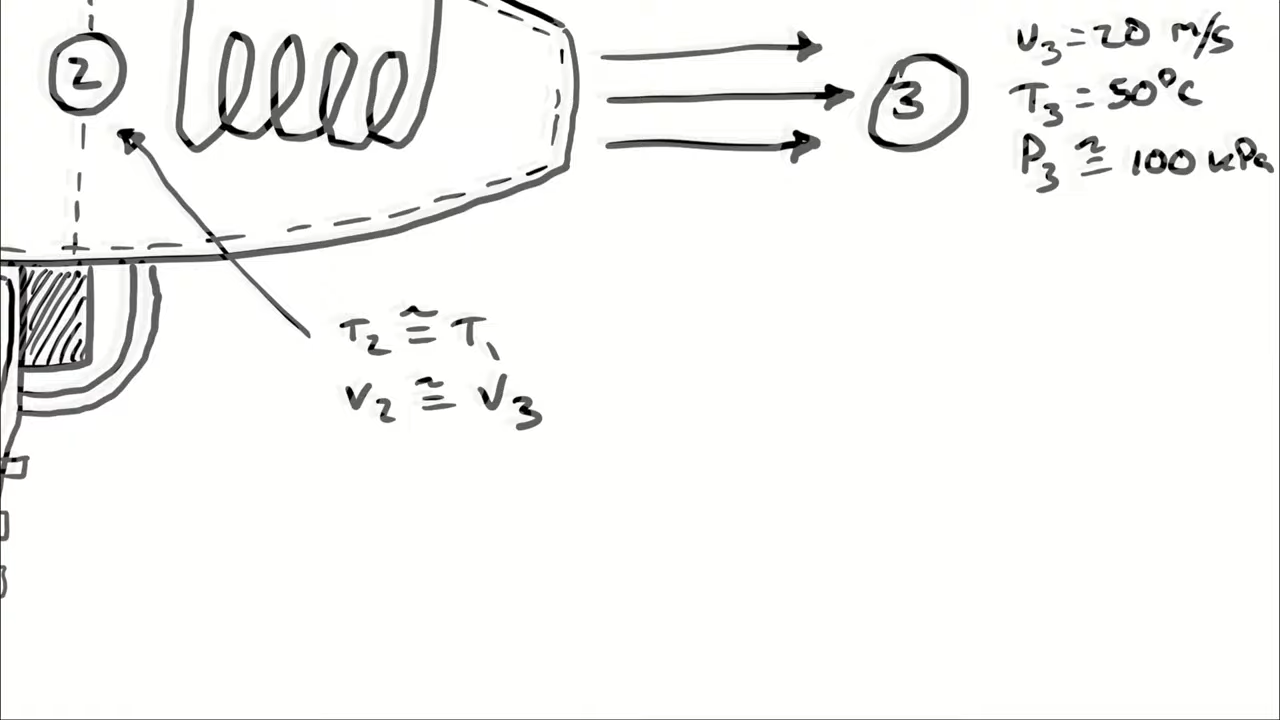 2
3
v₃ = 20 m/s
T₃ = 50°C
P₃ ≅ 100 kPa
T₂ ≅ T₁
v₂ ≅ v₃